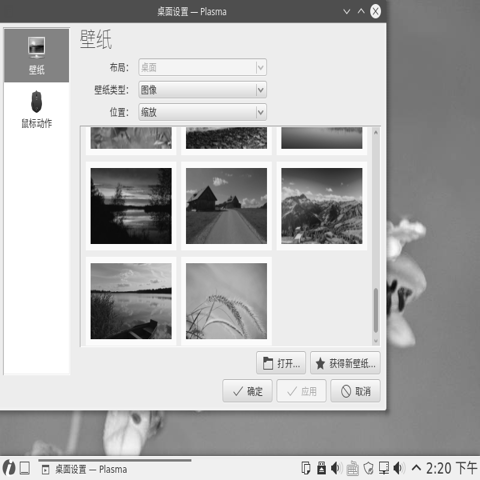 桌面设置 — Plasma
壁纸
壁纸
鼠标动作
布局: 桌面
壁纸类型: 图像
位置: 缩放
打开...
获得新壁纸...
确定
应用
取消
桌面设置 — Plasma
2:20 下午